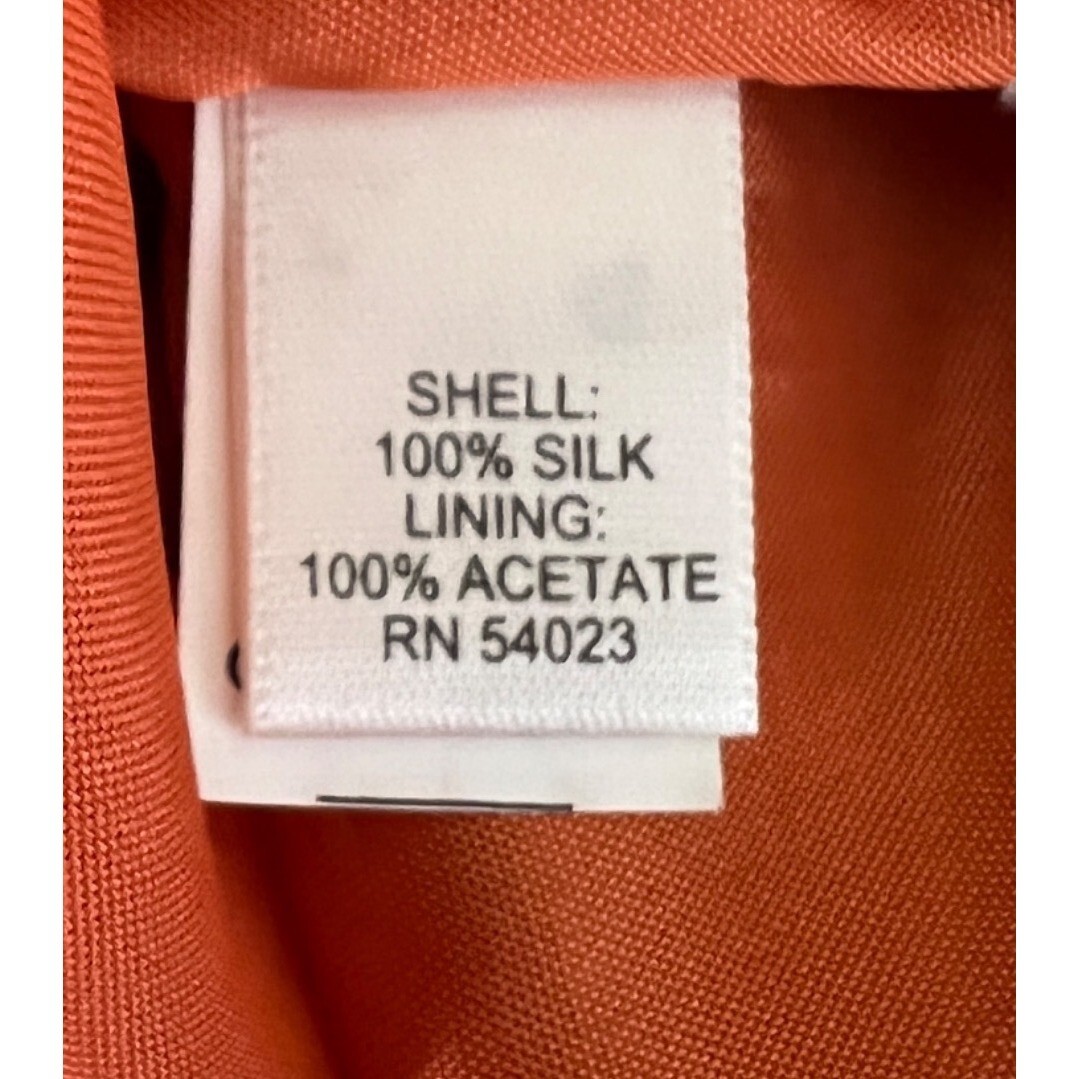 SHELL:
100% SILK
LINING:
100% ACETATE
RN 54023